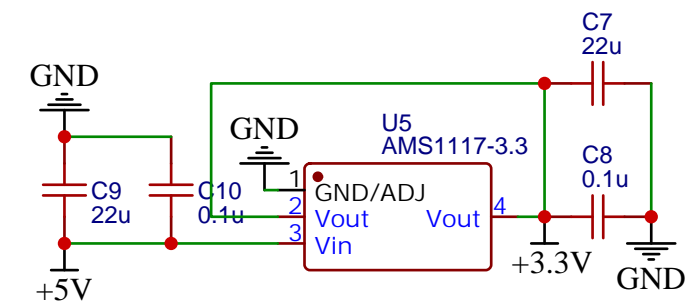 C7
22u
GND
GND
U5
AMS1117-3.3
C8
0.1u
C9
22u
C10
0.1u
1
GND/ADJ
2
Vout
Vout
4
3
Vin
+5V
+3.3V
GND